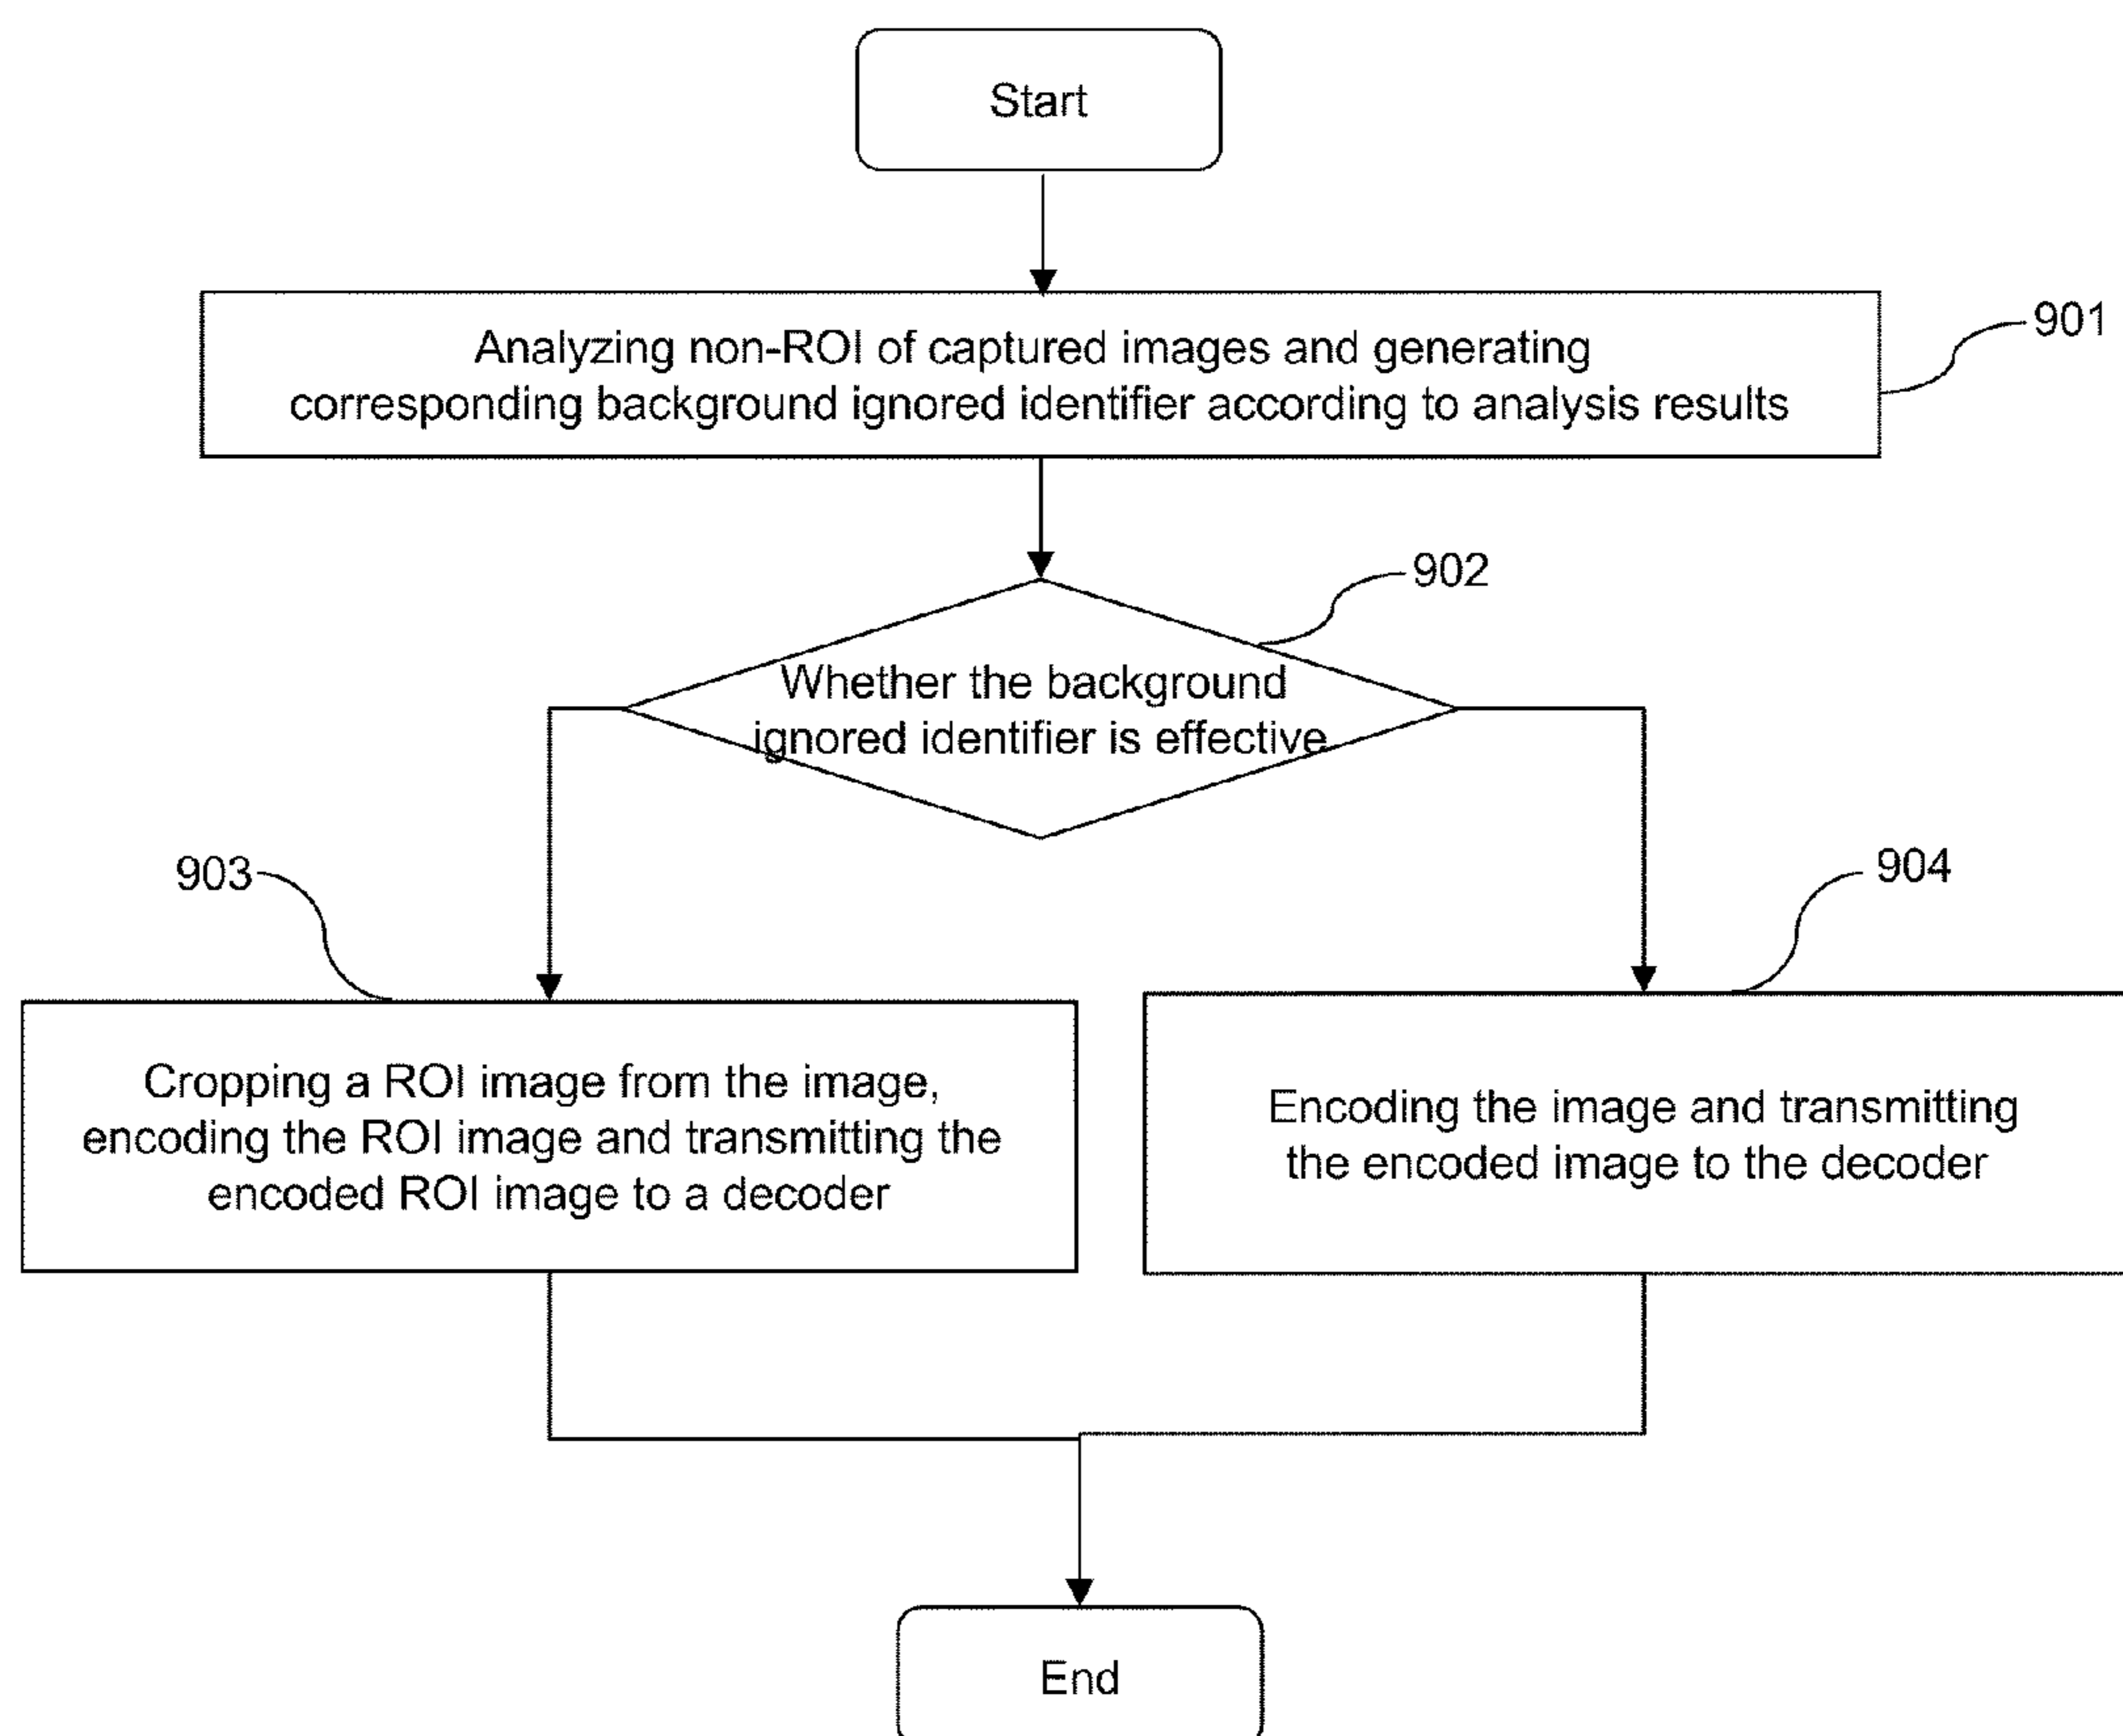 Start
Analyzing non-ROI of captured images and generating
corresponding background ignored identifier according to analysis results
901
902
Whether the background
ignored identifier is effective
903
904
Cropping a ROI image from the image,
encoding the ROI image and transmitting the
encoded ROI image to a decoder
Encoding the image and transmitting
the encoded image to the decoder
End